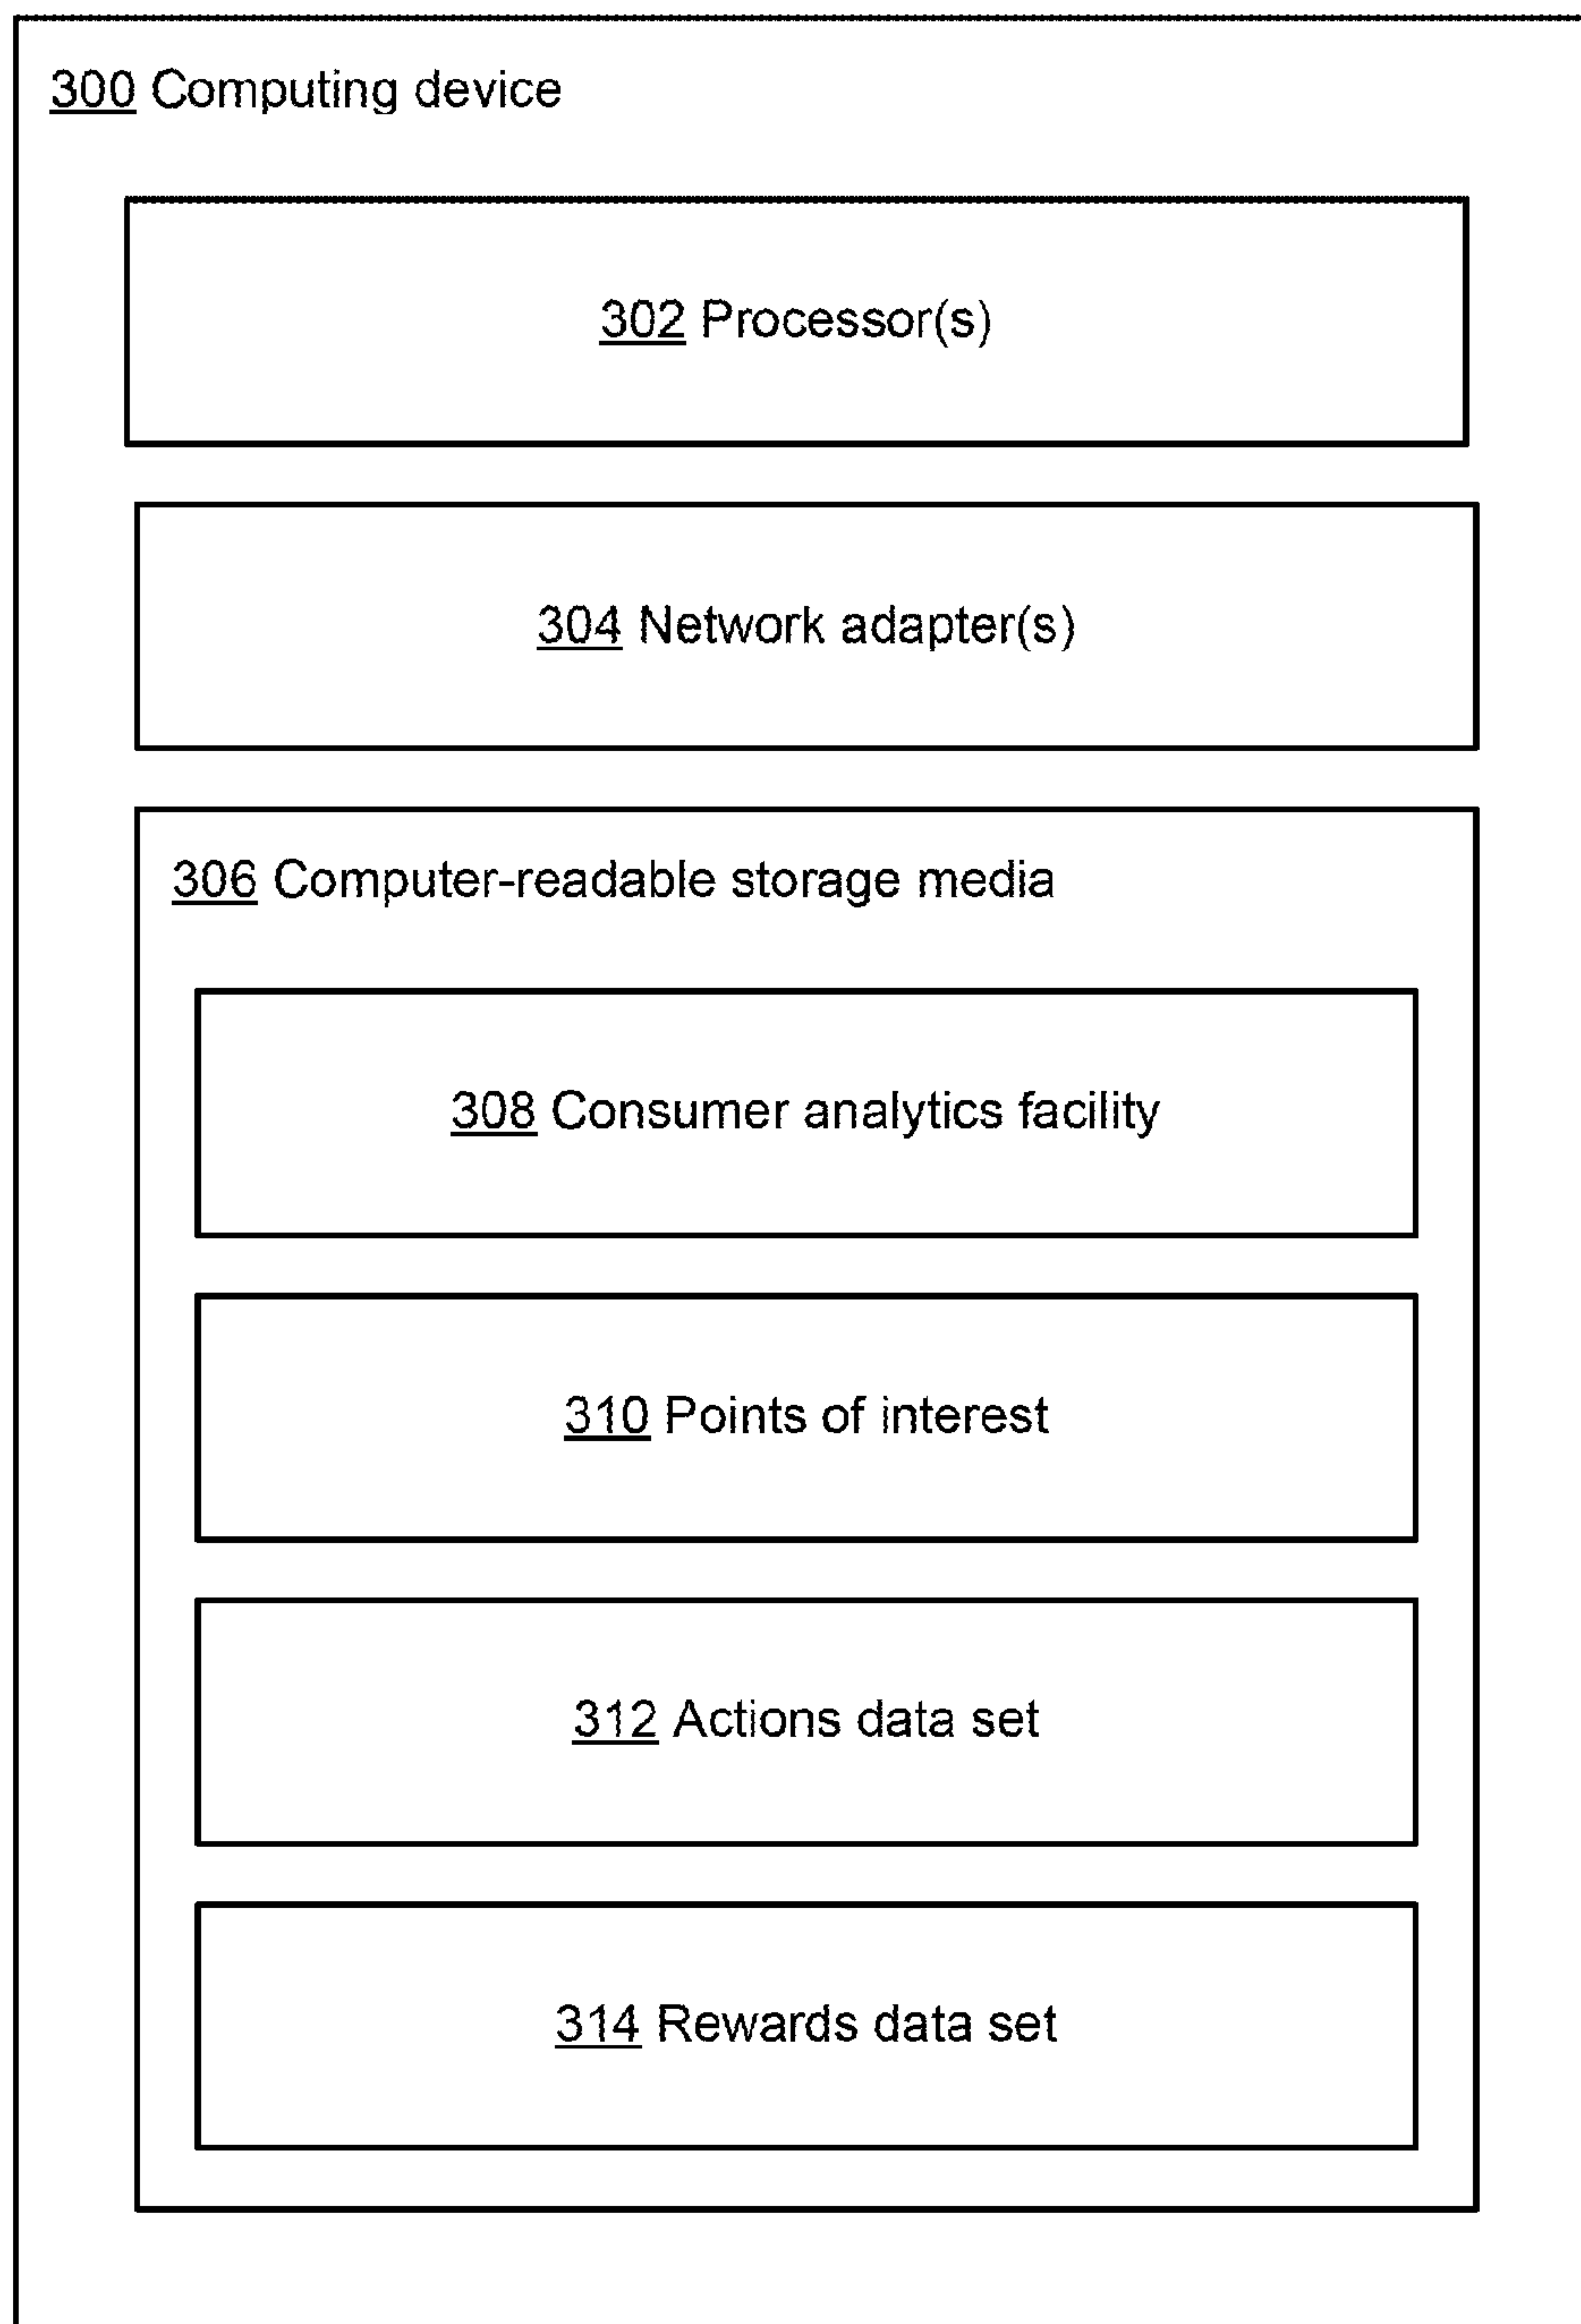 300 Computing device
302 Processor(s)
304 Network adapter(s)
306 Computer-readable storage media
308 Consumer analytics facility
310 Points of interest
312 Actions data set
314 Rewards data set